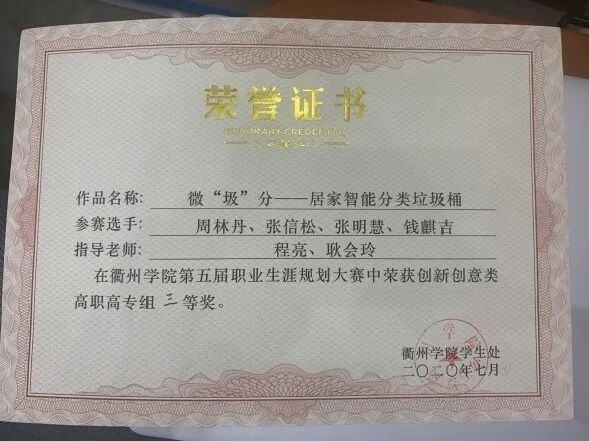 荣誉证书
HONORARY CREDENTIAL
作品名称: 微“圾”分——居家智能分类垃圾桶
参赛选手: 周林丹、张信松、张明慧、钱麒吉
指导老师: 程亮、耿会玲
在衢州学院第五届职业生涯规划大赛中荣获创新创意类
高职高专组三等奖。
衢州学院学生处
二〇二〇年七月